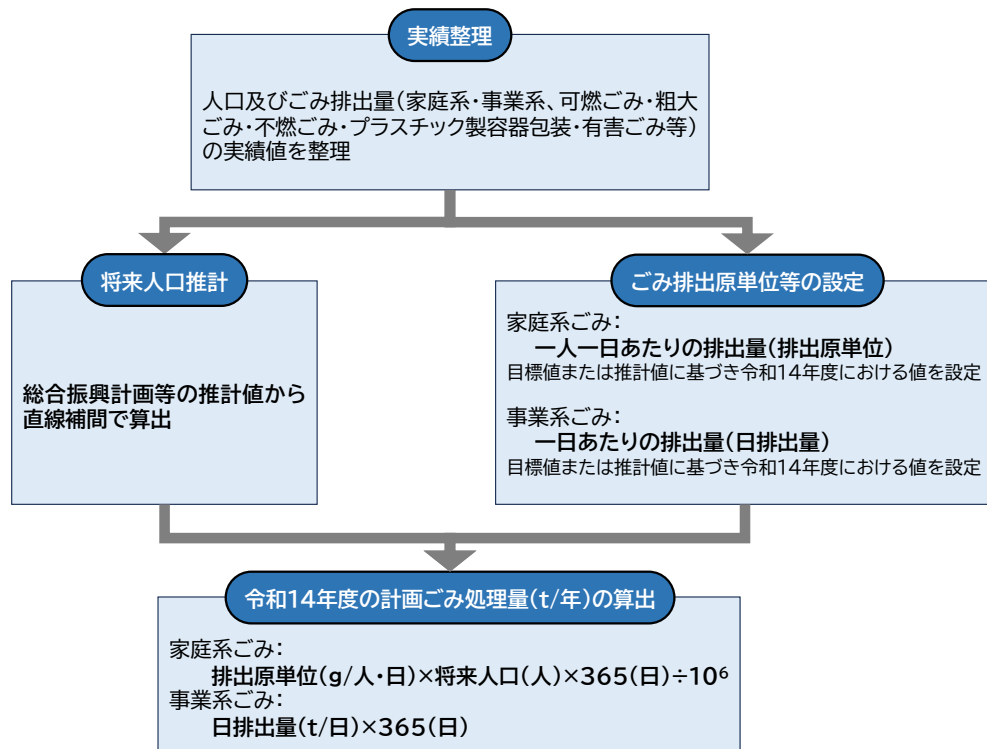 実績整理
人口及びごみ排出量(家庭系・事業系、可燃ごみ・粗大
ごみ・不燃ごみ・プラスチック製容器包装・有害ごみ等)
の実績値を整理
将来人口推計
総合振興計画等の推計値から
直線補間で算出
ごみ排出原単位等の設定
家庭系ごみ:
一人一日あたりの排出量(排出原単位)
目標値または推計値に基づき令和14年度における値を設定
事業系ごみ:
一日あたりの排出量(日排出量)
目標値または推計値に基づき令和14年度における値を設定
令和14年度の計画ごみ処理量(t/年)の算出
家庭系ごみ:
排出原単位(g/人・日)×将来人口(人)×365(日)÷10⁶
事業系ごみ:
日排出量(t/日)×365(日)